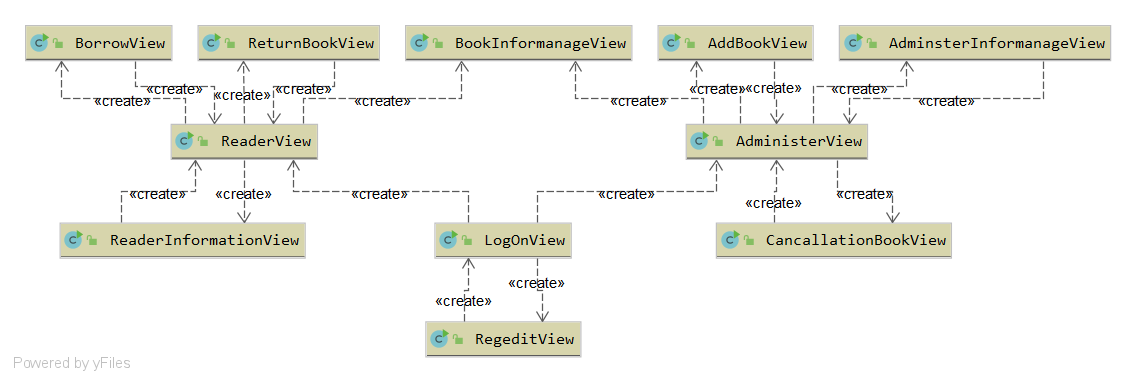 BorrowView
ReturnBookView
BookInformanageView
AddBookView
AdminsterInformanageView
«create»
«create»
«create»
«create»
«create»
«create»
«create»
«create»
«create»
ReaderView
AdministerView
«create»
«create»
«create»
«create»
«create»
«create»
ReaderInformationView
LogOnView
CancallationBookView
«create»
«create»
RegeditView
Powered by yFiles